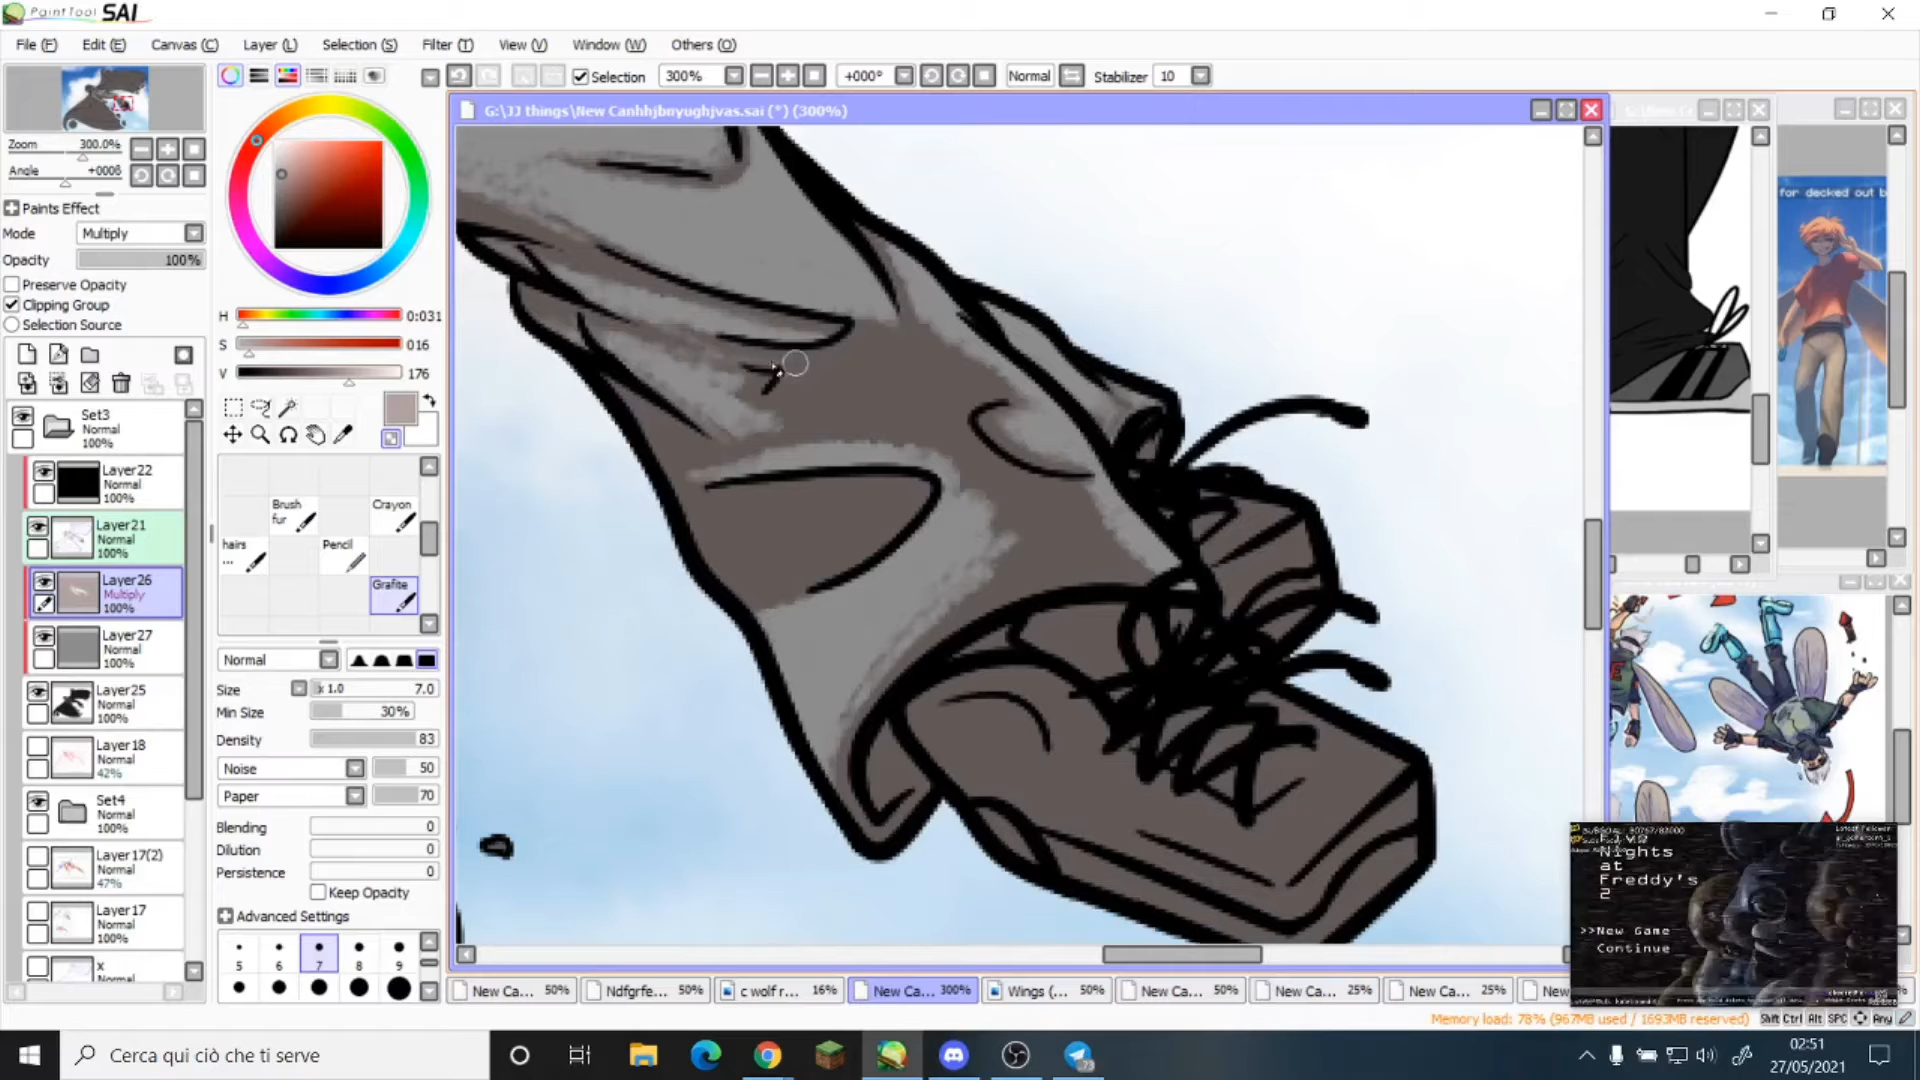 PaintTool SAI
File (F) Edit (E) Canvas (C) Layer (L) Selection (S) Filter (T) View (V) Window (W) Others (O)
Selection 300% +000° Normal Stabilizer 10
G:\JJ things\New Canhhjbnyughjvas.sai (*) (300%)
Zoom 300.0%
Angle +000ß
Paints Effect
Mode Multiply
Opacity 100%
Preserve Opacity
Clipping Group
Selection Source
H 0:031
S 016
V 176
Set3
Normal
100%
Layer22
Normal
100%
Layer21
Normal
100%
Layer26
Multiply
100%
Layer27
Normal
100%
Layer25
Normal
100%
Layer18
42%
Set4
Normal
100%
Layer17(2)
47%
Layer17
Normal
100%
x
Normal
Brush fur
Crayon
hairs ...
Pencil
Grafite
Normal
Size x 1.0 7.0
Min Size 30%
Density 83
Noise 50
Paper 70
Blending 0
Dilution 0
Persistence 0
Keep Opacity
Advanced Settings
5 6 7 8 9
for decked out b
Nights
at
Freddy's
2
>>New Game
Continue
New Ca... 50% Ndfgrfe... 50% c wolf r... 16% New Ca... 300% Wings (... 50% New Ca... 50% New Ca... 25% New Ca... 25% New
Memory load: 78% (967MB used / 1693MB reserved) Shift Ctrl Alt SPC Any
Cerca qui ciò che ti serve
73
02:51
27/05/2021